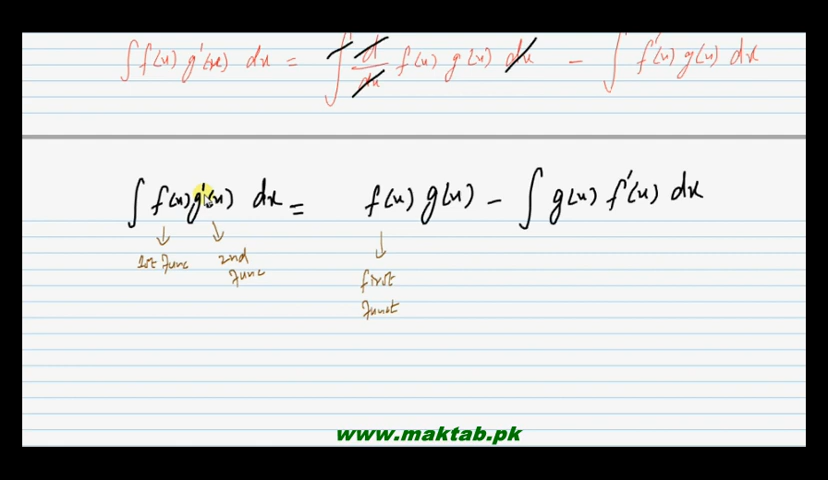 ∫ f(x) g'(x) dx = ∫ d/dx f(x) g(x) dx − ∫ f'(x) g(x) dx
∫ f(x) g'(x) dx = f(x) g(x) − ∫ g(x) f'(x) dx
1st Func 2nd Func
first Funct
www.maktab.pk